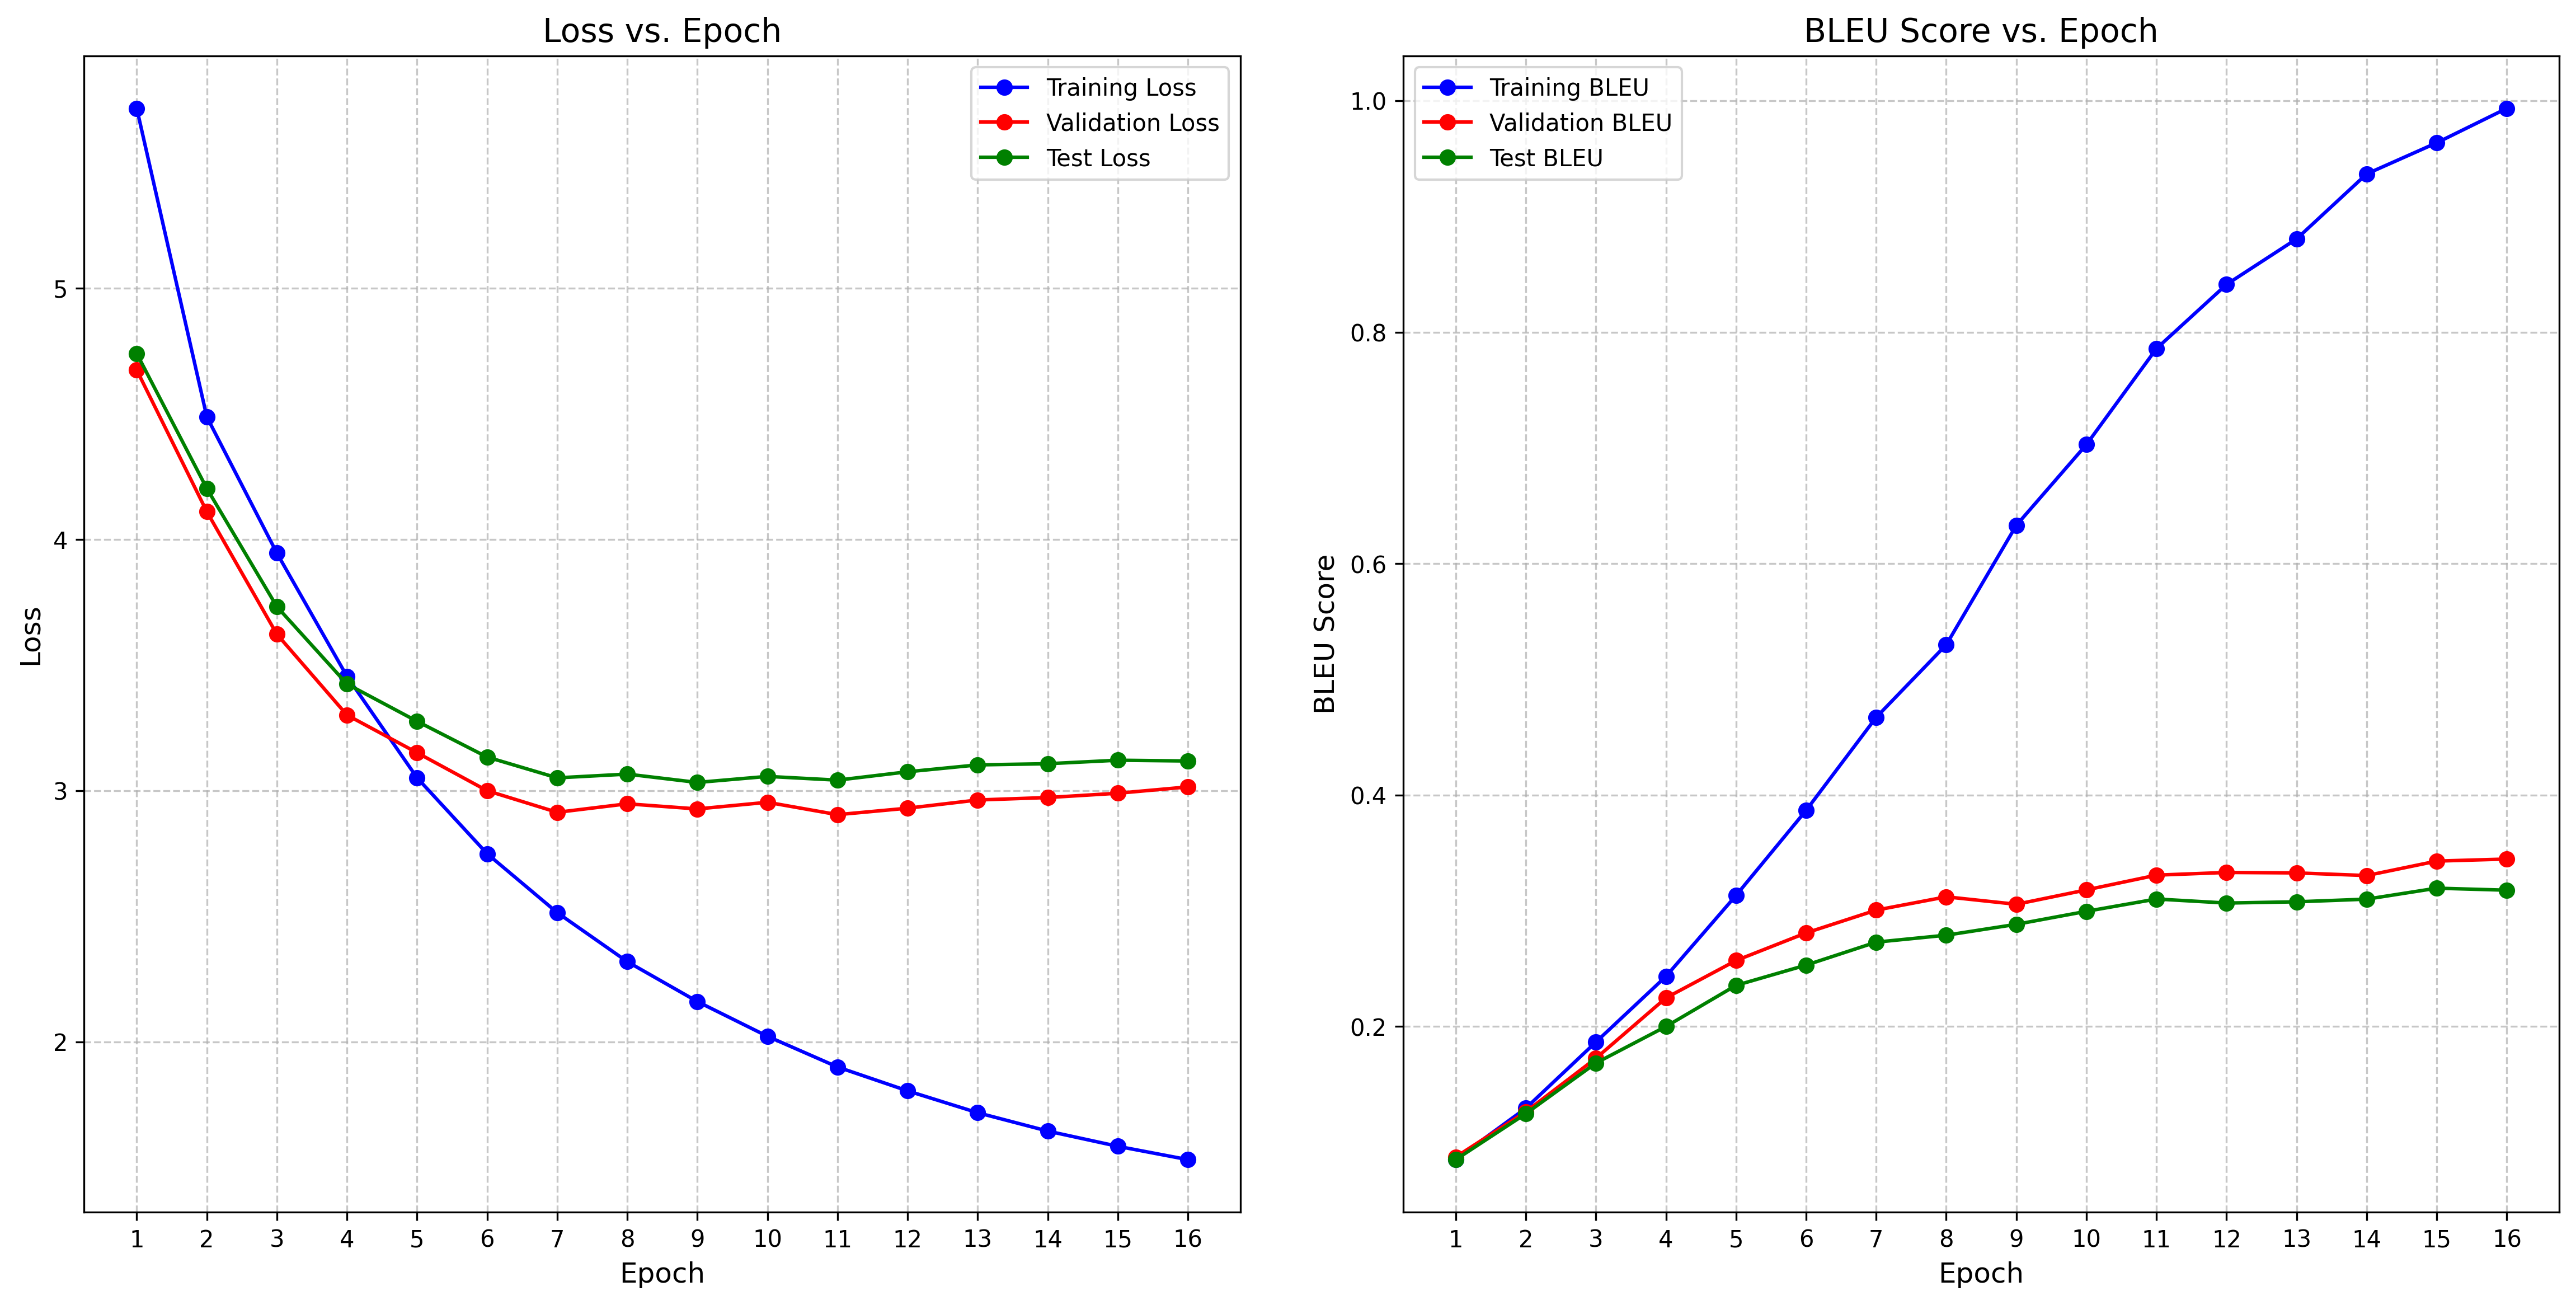 Loss vs. Epoch
Training Loss
Validation Loss
Test Loss
5
4
3
2
Loss
1 2 3 4 5 6 7 8 9 10 11 12 13 14 15 16
Epoch
BLEU Score vs. Epoch
Training BLEU
Validation BLEU
Test BLEU
1.0
0.8
0.6
0.4
0.2
BLEU Score
1 2 3 4 5 6 7 8 9 10 11 12 13 14 15 16
Epoch